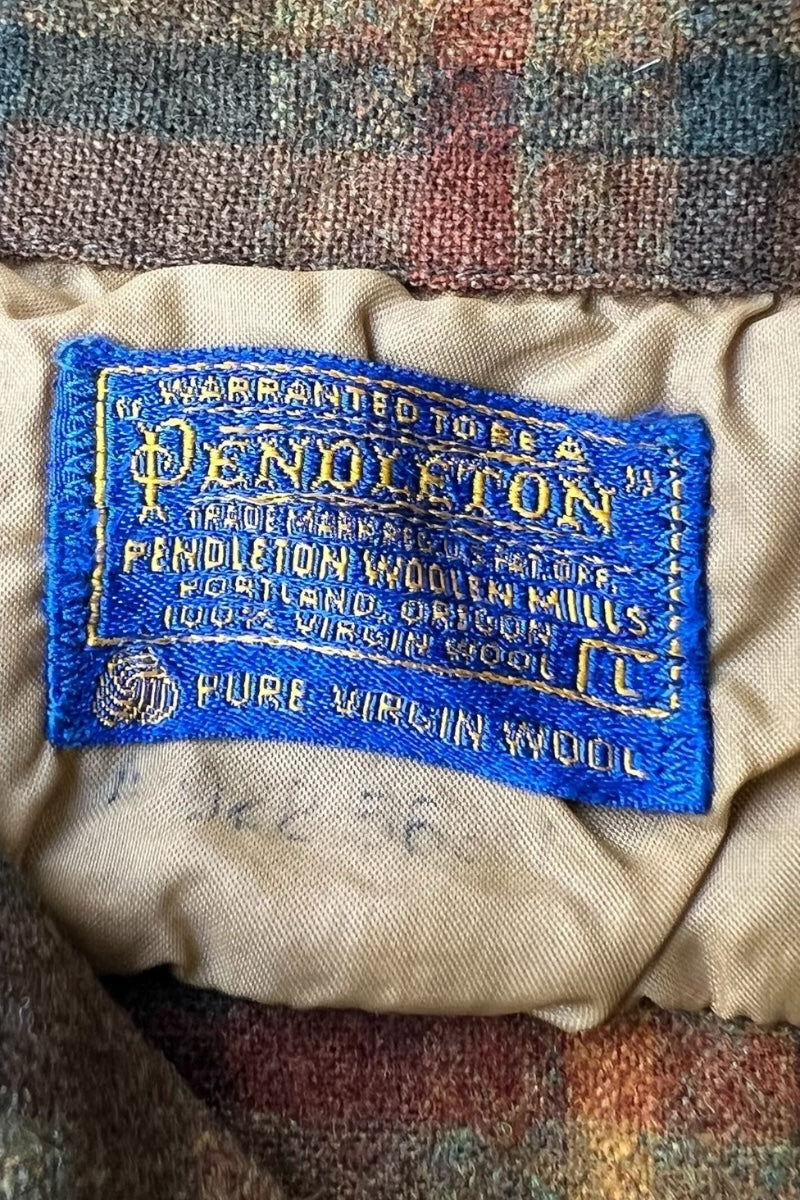 WARRANTED TO BE A
"PENDLETON"
TRADE MARK REG. U.S. PAT. OFF.
PENDLETON WOOLEN MILLS
PORTLAND, OREGON
100% VIRGIN WOOL L
PURE VIRGIN WOOL